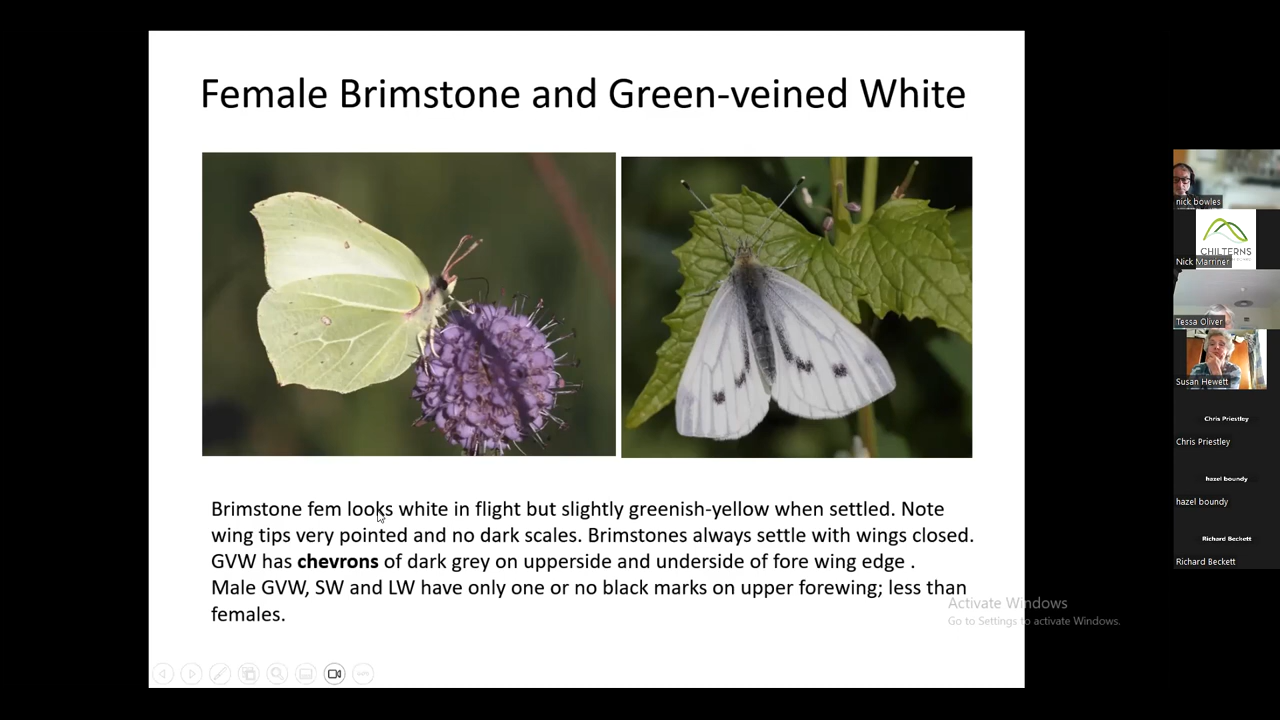 Female Brimstone and Green-veined White
Brimstone fem looks white in flight but slightly greenish-yellow when settled. Note
wing tips very pointed and no dark scales. Brimstones always settle with wings closed.
GVW has chevrons of dark grey on upperside and underside of fore wing edge .
Male GVW, SW and LW have only one or no black marks on upper forewing; less than
females.
Activate Windows
Go to Settings to activate Windows.
nick bowles
CHILTERNS
Nick Marriner
Tessa Oliver
Susan Hewett
Chris Priestley
Chris Priestley
hazel boundy
hazel boundy
Richard Beckett
Richard Beckett